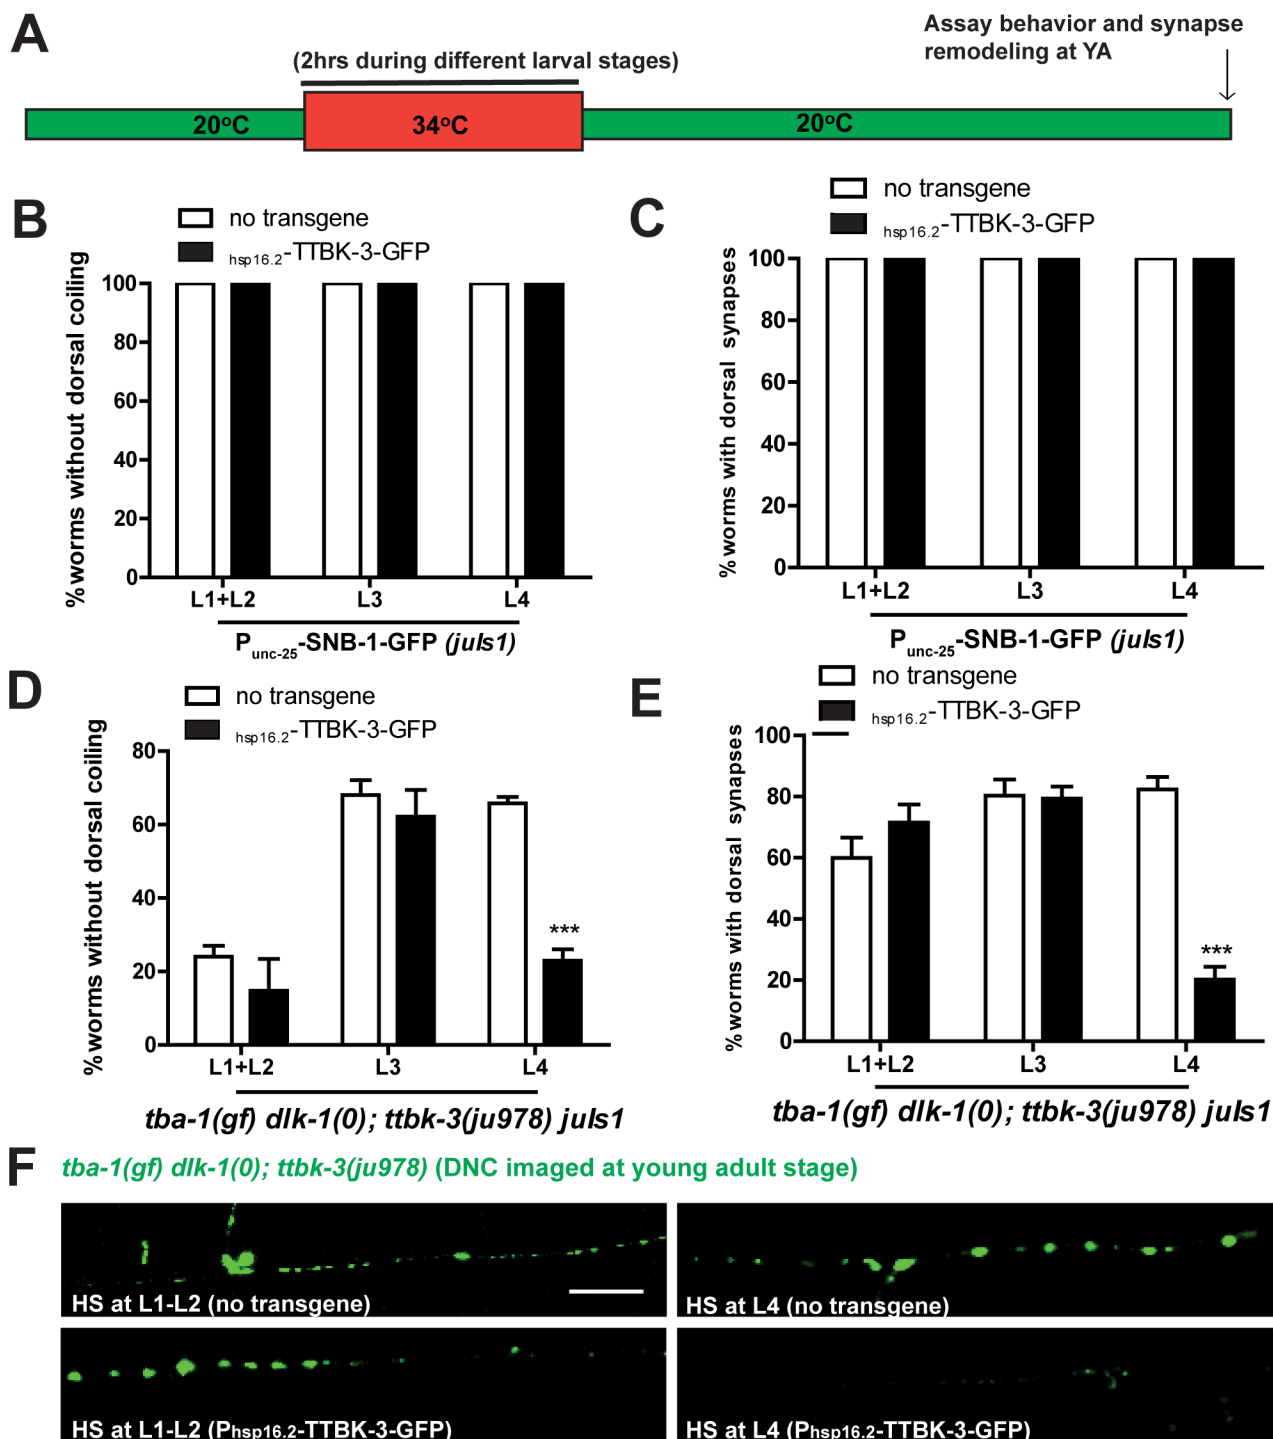 A
Assay behavior and synapse
remodeling at YA
(2hrs during different larval stages)
20°C
34°C
20°C
B
no transgene
hsp16.2-TTBK-3-GFP
% worms without dorsal coiling
100
80
60
40
20
0
L1+L2
L3
L4
Punc-25-SNB-1-GFP (juIs1)
C
no transgene
hsp16.2-TTBK-3-GFP
% worms with dorsal synapses
100
80
60
40
20
0
L1+L2
L3
L4
Punc-25-SNB-1-GFP (juIs1)
D
no transgene
hsp16.2-TTBK-3-GFP
% worms without dorsal coiling
80
60
40
20
0
***
L1+L2
L3
L4
tba-1(gf) dlk-1(0); ttbk-3(ju978) juIs1
E
no transgene
hsp16.2-TTBK-3-GFP
% worms with dorsal synapses
100
80
60
40
20
0
***
L1+L2
L3
L4
tba-1(gf) dlk-1(0); ttbk-3(ju978) juIs1
F
tba-1(gf) dlk-1(0); ttbk-3(ju978) (DNC imaged at young adult stage)
HS at L1-L2 (no transgene)
HS at L4 (no transgene)
HS at L1-L2 (Phsp16.2-TTBK-3-GFP)
HS at L4 (Phsp16.2-TTBK-3-GFP)